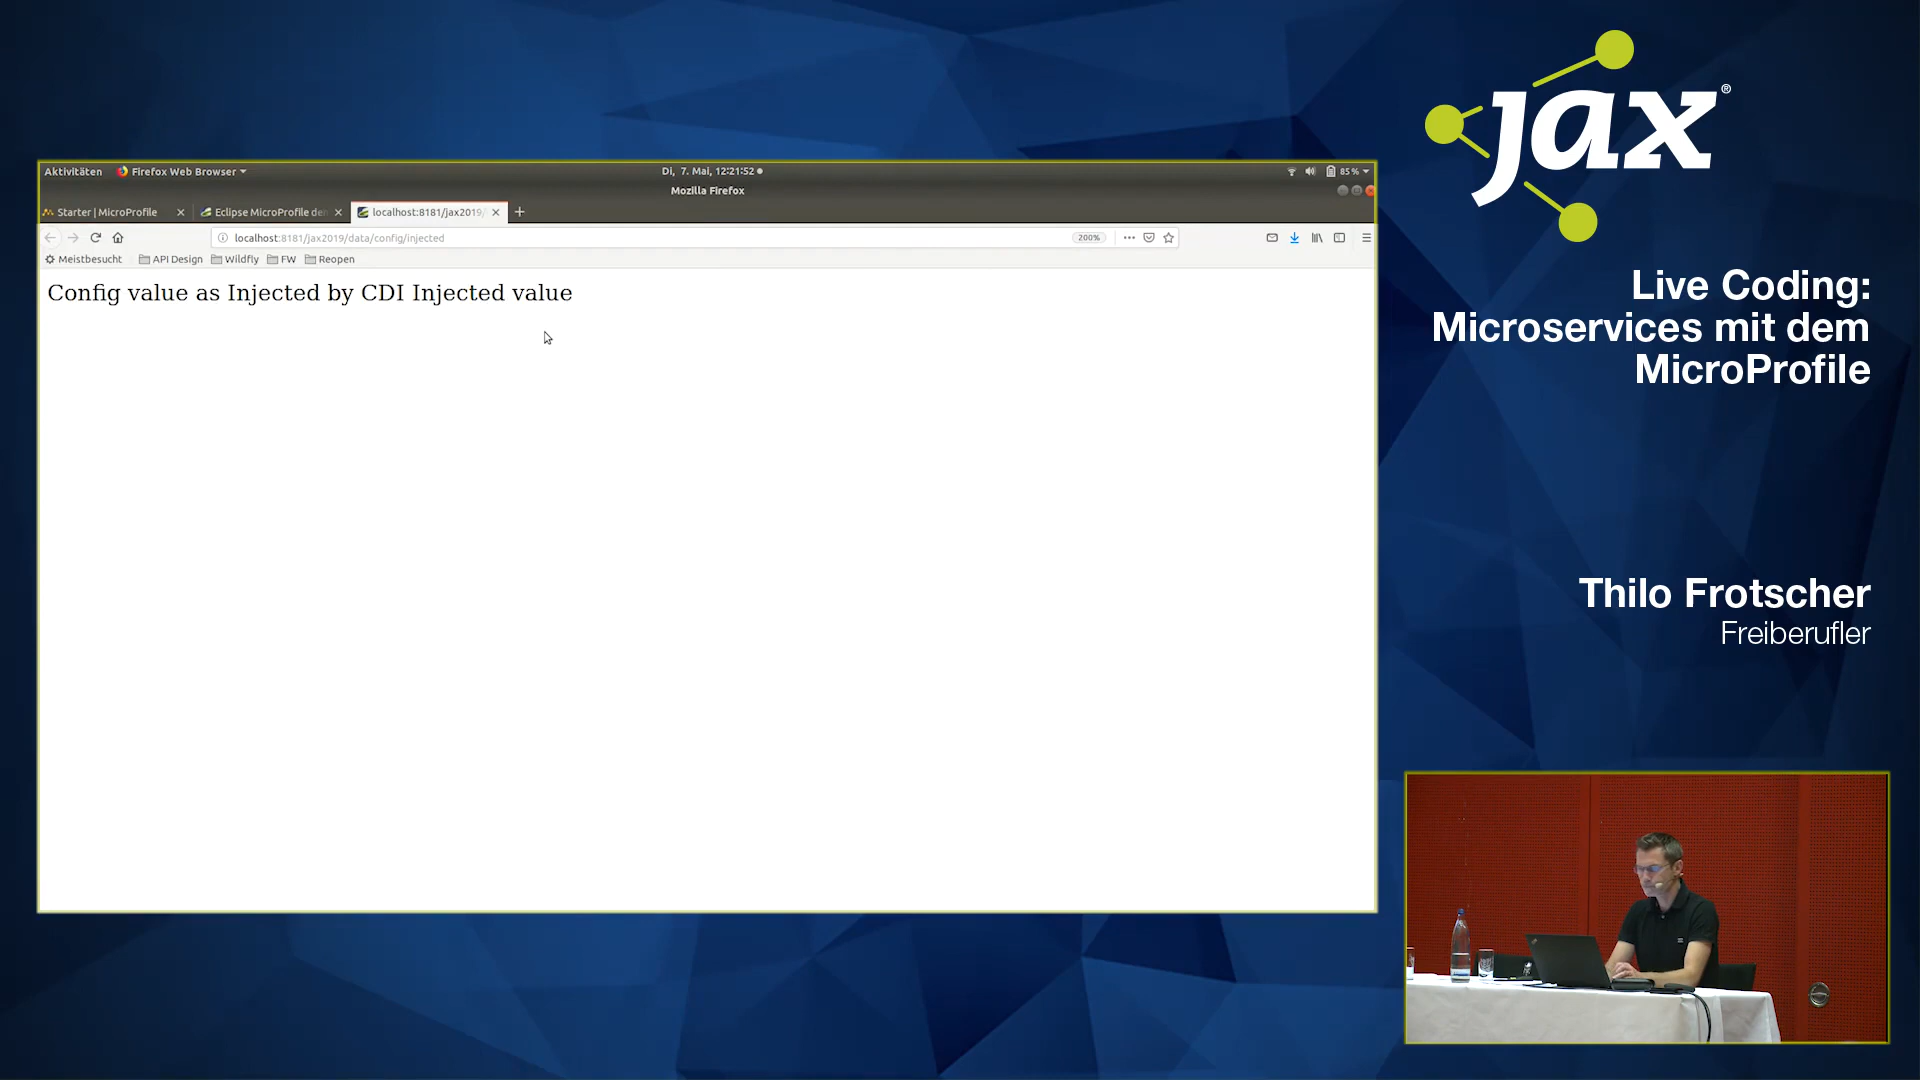 Aktivitäten Firefox Web Browser Di, 7. Mai, 12:21:52 85 %
Mozilla Firefox
Starter | MicroProfile Eclipse MicroProfile den localhost:8181/jax2019/
localhost:8181/jax2019/data/config/injected 200%
Meistbesucht API Design Wildfly FW Reopen
Config value as Injected by CDI Injected value
jax®
Live Coding:
Microservices mit dem
MicroProfile
Thilo Frotscher
Freiberufler